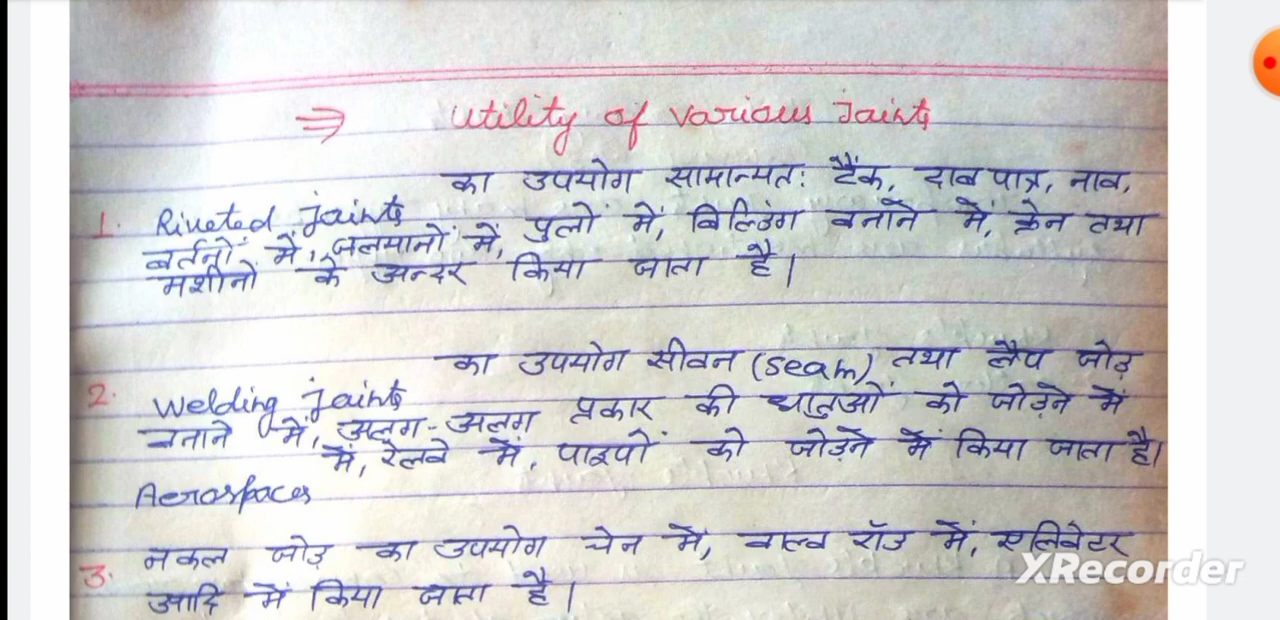 ⇒ Utility of Various Joints
1. Riveted Joints का उपयोग सामान्यत: टैंक, दाब पात्र, नाव,
बर्तनों में, जलयानों में, पुलों में, बिल्डिंग बनाने में, क्रेन तथा
मशीनों के अन्दर किया जाता है।
2. Welding Joints का उपयोग सीवन (Seam) तथा लैप जोड़
बनाने में, अलग-अलग प्रकार की धातुओं को जोड़ने में
Aerospaces में, रेलवे में, पाइपों को जोड़ने में किया जाता है।
3. नकल जोड़ का उपयोग चेन में, वाल्व रॉड में, एलिवेटर
आदि में किया जाता है।
XRecorder